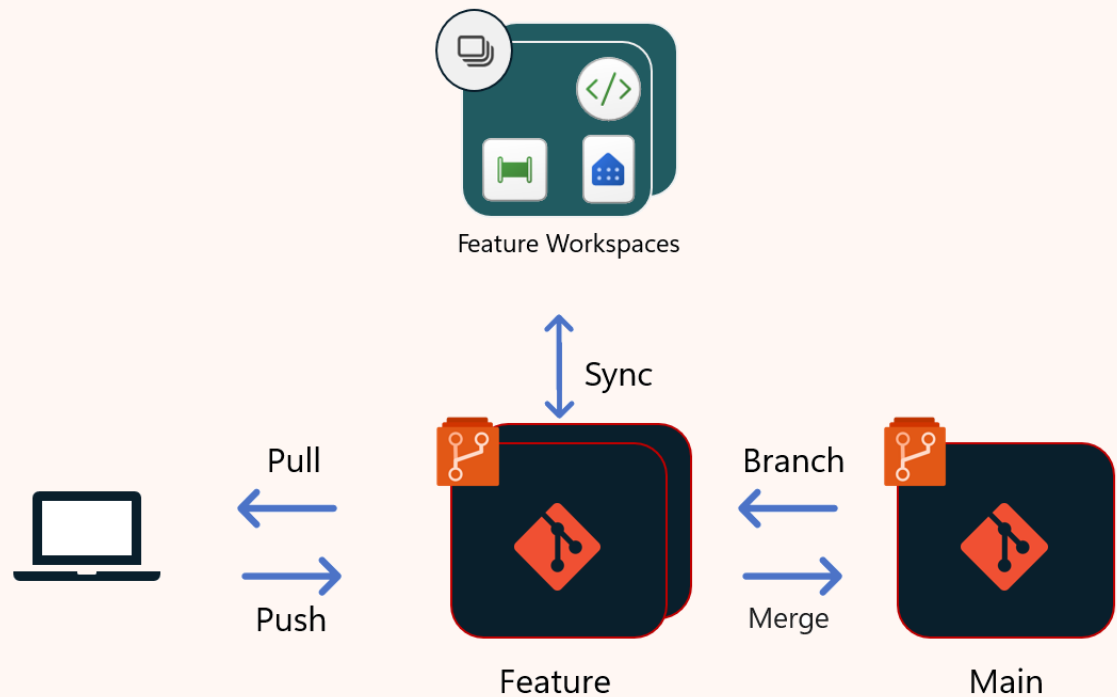 Feature Workspaces
Sync
Pull
Branch
Push
Merge
Feature
Main